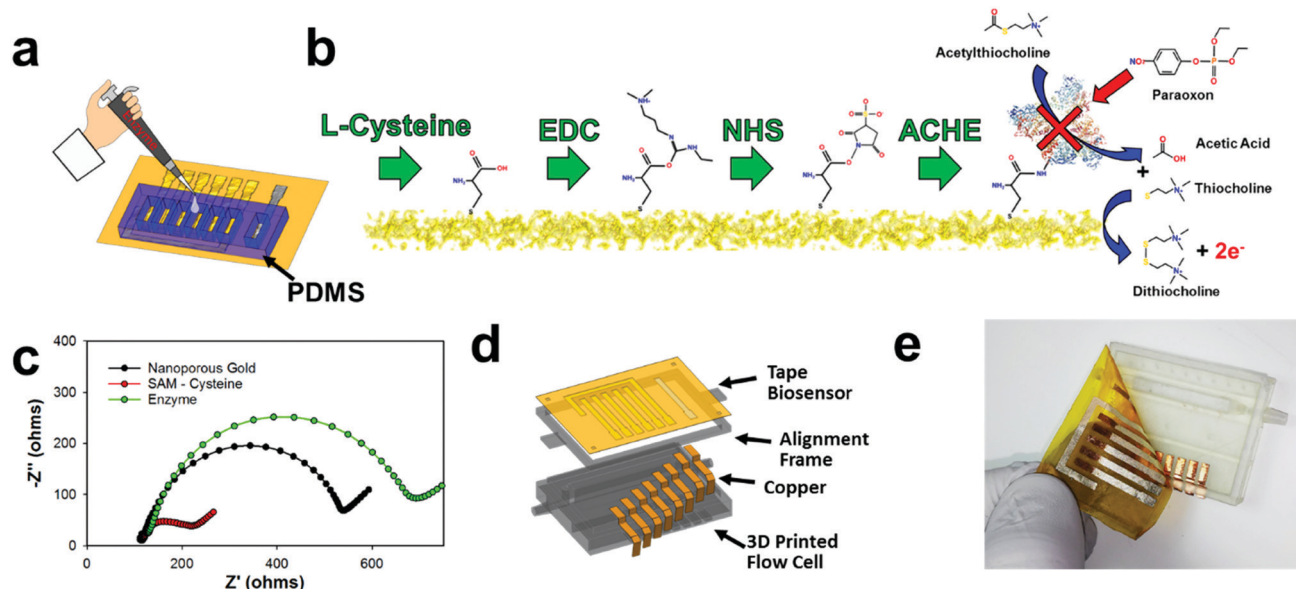 a
Enzyme
PDMS
b
L-Cysteine
EDC
NHS
ACHE
Acetylthiocholine
Paraoxon
Acetic Acid
+
Thiocholine
+ 2e-
Dithiocholine
c
400
300
200
100
0
-Z" (ohms)
Nanoporous Gold
SAM - Cysteine
Enzyme
0 200 400 600
Z' (ohms)
d
Tape
Biosensor
Alignment
Frame
Copper
3D Printed
Flow Cell
e